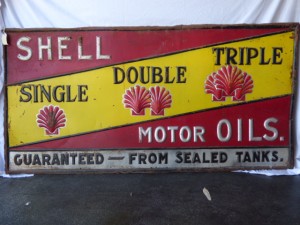 SHELL
SINGLE DOUBLE TRIPLE
MOTOR OILS.
GUARANTEED — FROM SEALED TANKS.